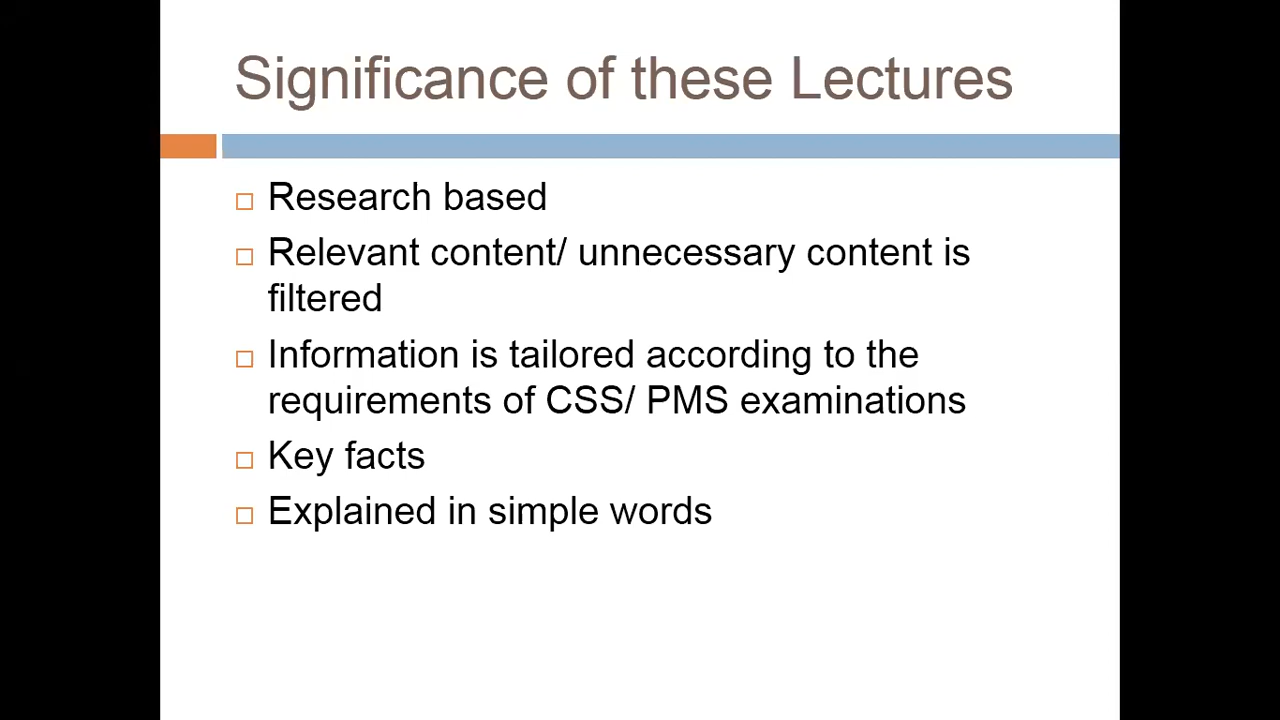 Significance of these Lectures
Research based
Relevant content/ unnecessary content is
filtered
Information is tailored according to the
requirements of CSS/ PMS examinations
Key facts
Explained in simple words